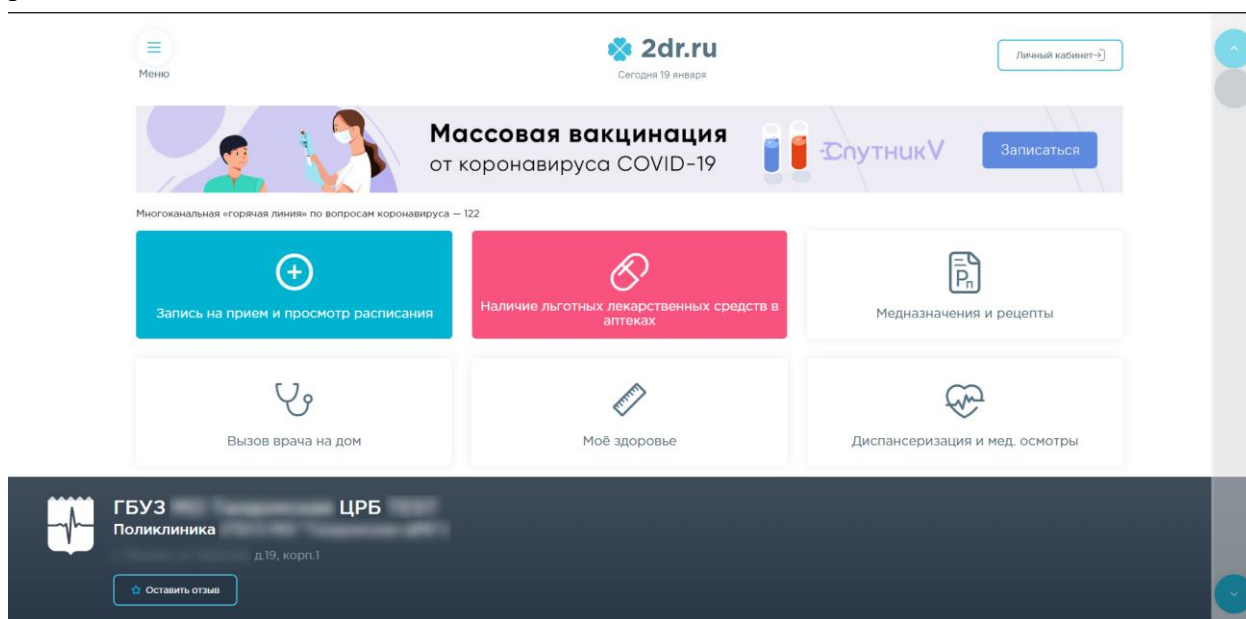 2dr.ru
Меню
Сегодня 19 января
Личный кабинет
Массовая вакцинация
от коронавируса COVID-19
СпутникV
Записаться
Многоканальная «горячая линия» по вопросам коронавируса — 122
Запись на прием и просмотр расписания
Наличие льготных лекарственных средств в
аптеках
Рп
Медназначения и рецепты
Вызов врача на дом
Моё здоровье
Диспансеризация и мед. осмотры
ГБУЗ ЦРБ
Поликлиника
д.19, корп.1
Оставить отзыв